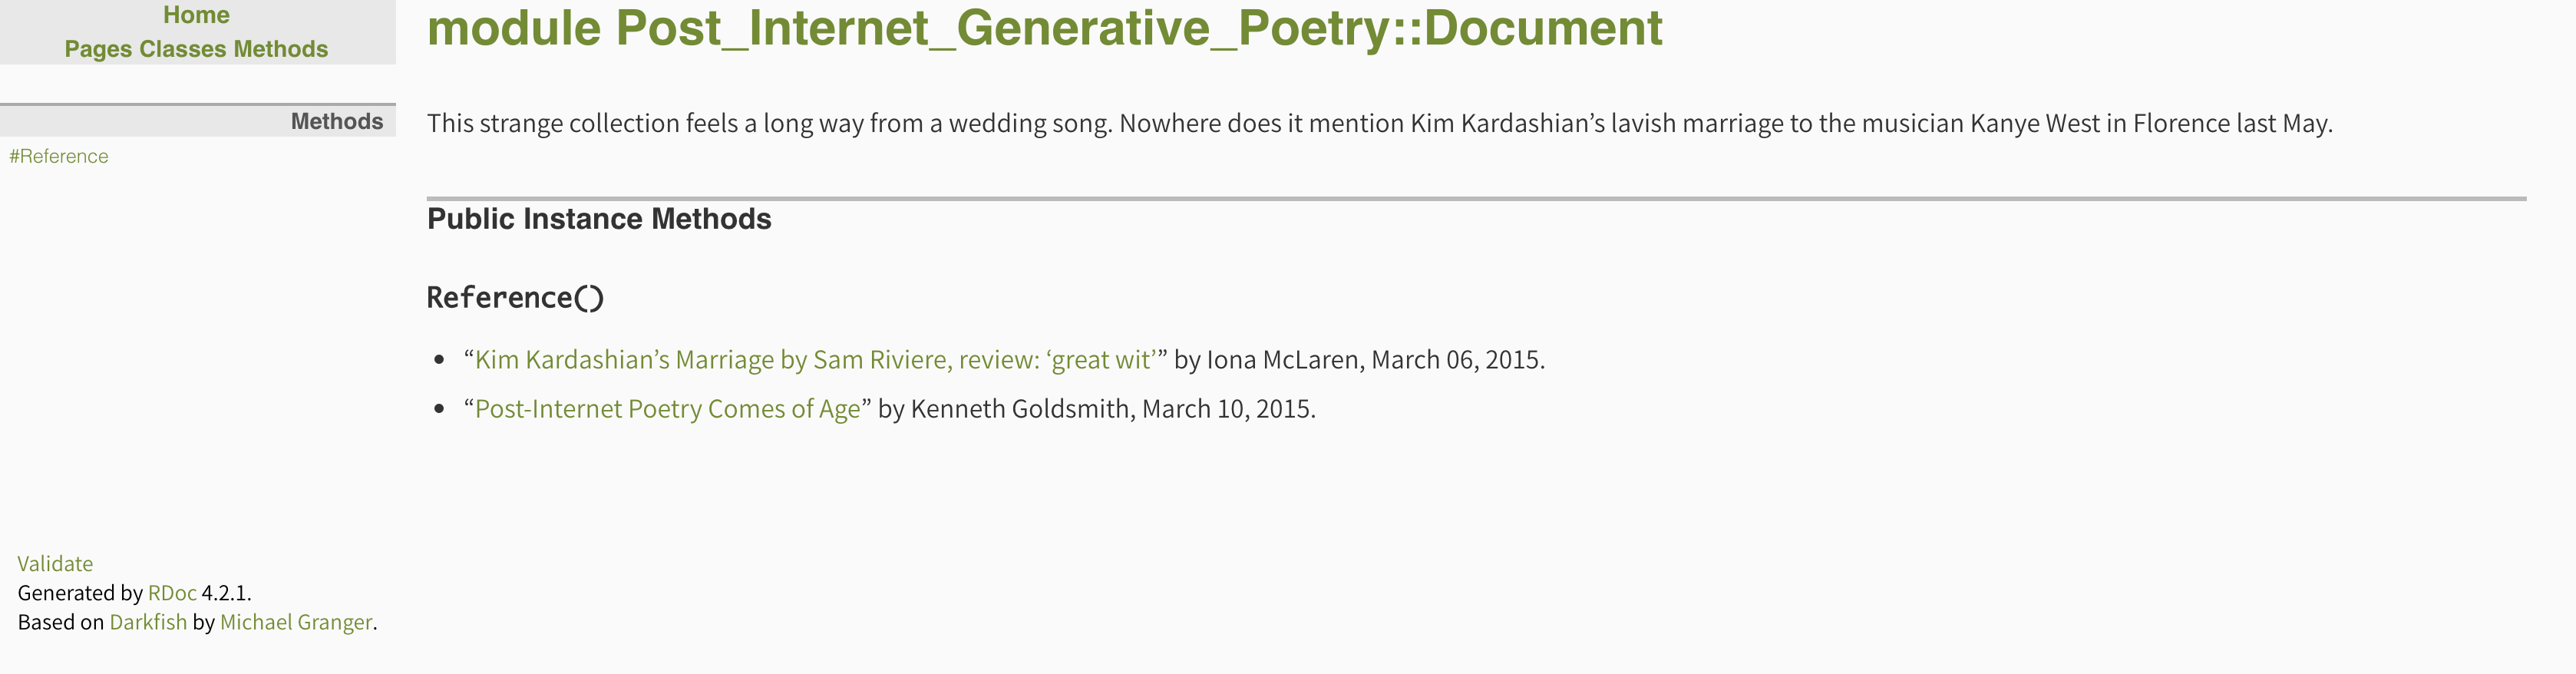 Home
Pages Classes Methods
Methods
#Reference
Validate
Generated by RDoc 4.2.1.
Based on Darkfish by Michael Granger.
module Post_Internet_Generative_Poetry::Document
This strange collection feels a long way from a wedding song. Nowhere does it mention Kim Kardashian’s lavish marriage to the musician Kanye West in Florence last May.
Public Instance Methods
Reference()
• “Kim Kardashian’s Marriage by Sam Riviere, review: ‘great wit’” by Iona McLaren, March 06, 2015.
• “Post-Internet Poetry Comes of Age” by Kenneth Goldsmith, March 10, 2015.